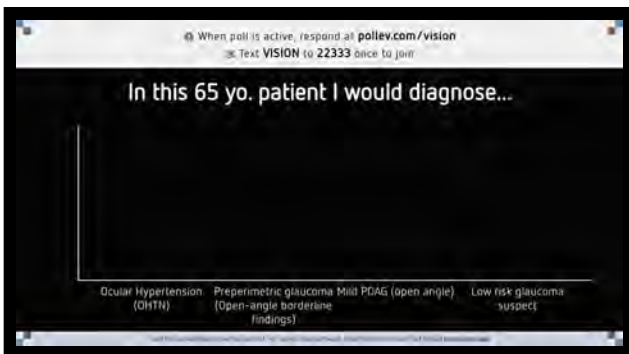 When poll is active, respond at pollev.com/vision
Text VISION to 22333 once to join
In this 65 yo. patient I would diagnose...
Ocular Hypertension Preperimetric glaucoma Mild POAG (open angle) Low risk glaucoma
(OHTN) (Open-angle borderline suspect
findings)